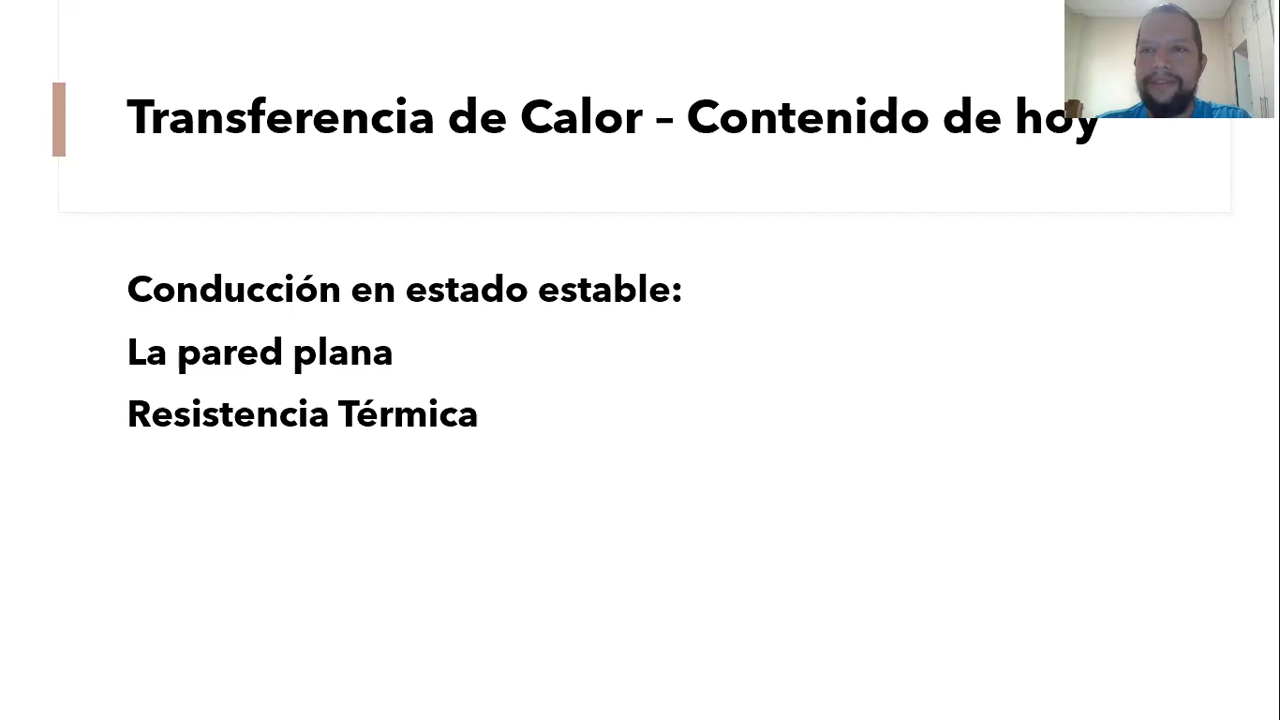 Transferencia de Calor – Contenido de hoy
Conducción en estado estable:
La pared plana
Resistencia Térmica